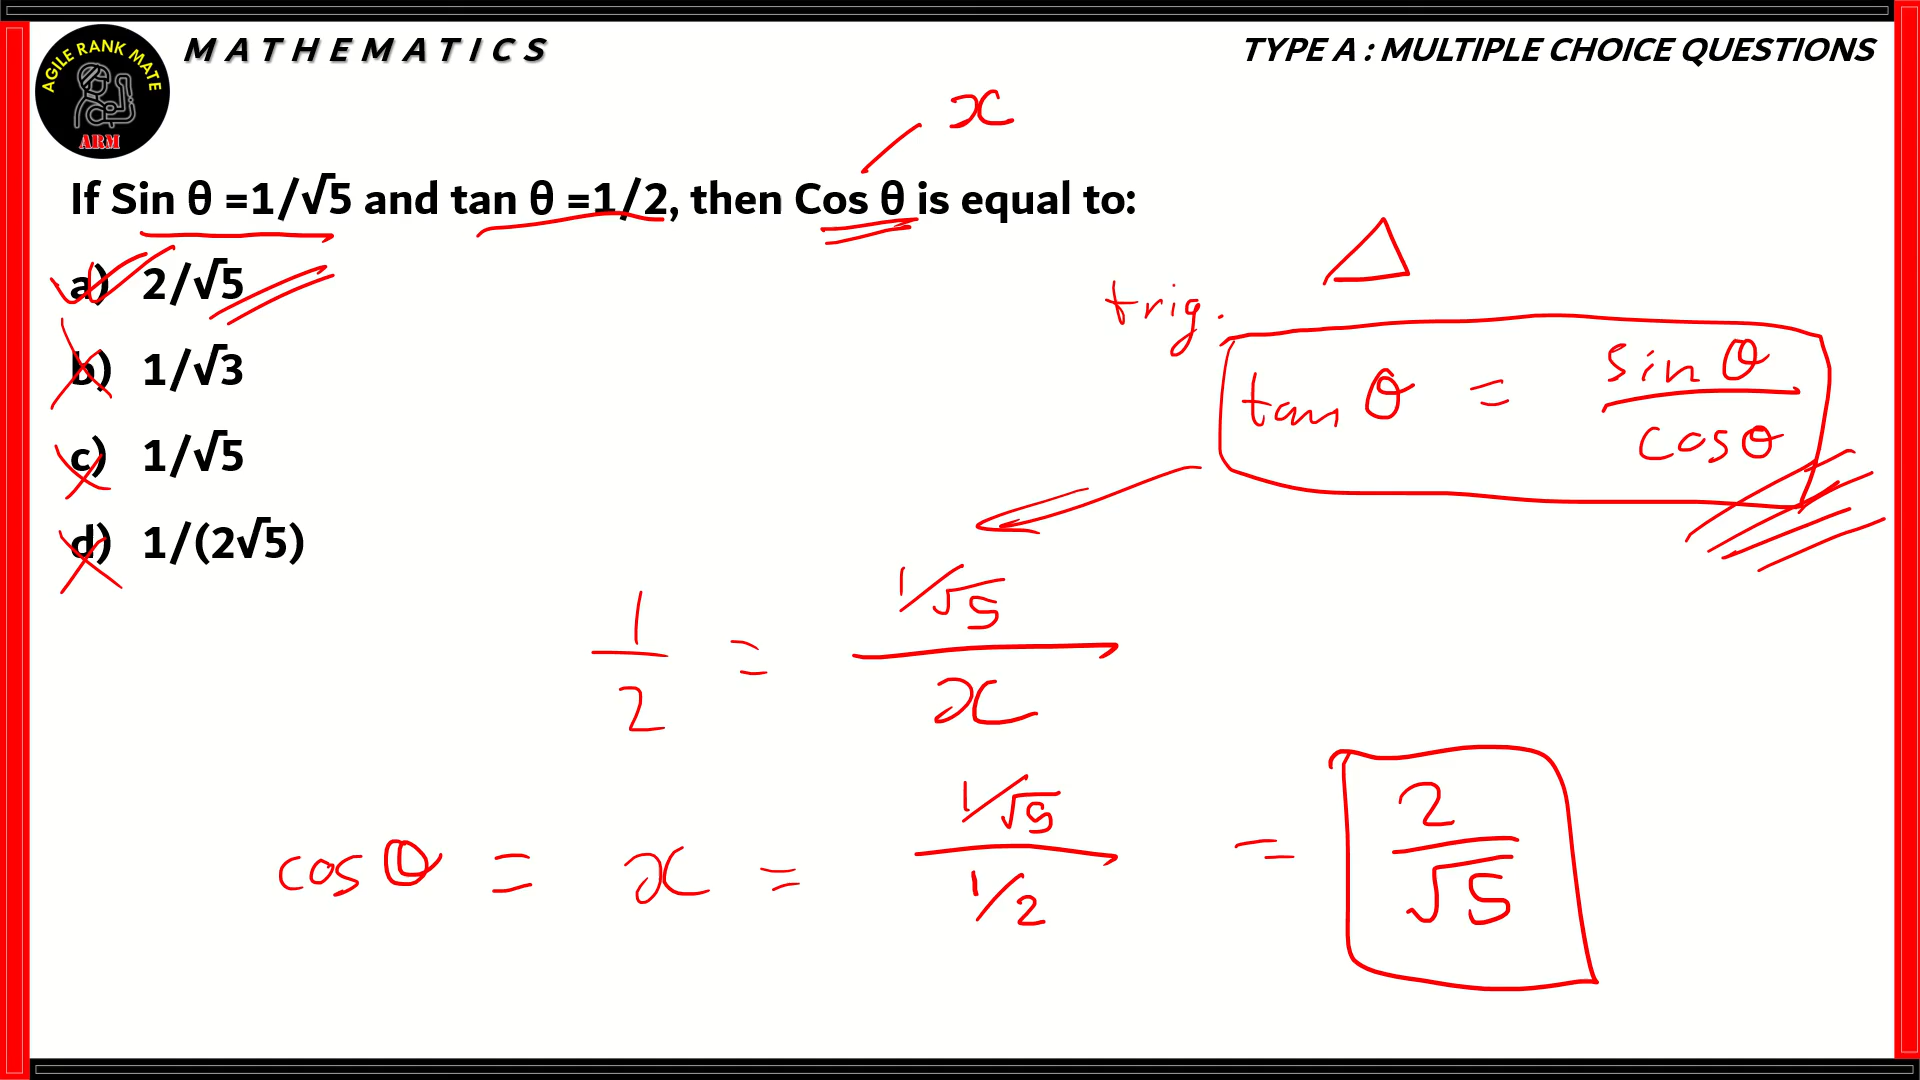 AGILE RANK MATE
ARM
MATHEMATICS
TYPE A : MULTIPLE CHOICE QUESTIONS
x
If Sin θ =1/√5 and tan θ =1/2, then Cos θ is equal to:
a) 2/√5
b) 1/√3
c) 1/√5
d) 1/(2√5)
trig.
tan θ = sin θ / cos θ
1/2 = 1/√5 / x
cos θ = x = 1/√5 / 1/2 = 2/√5